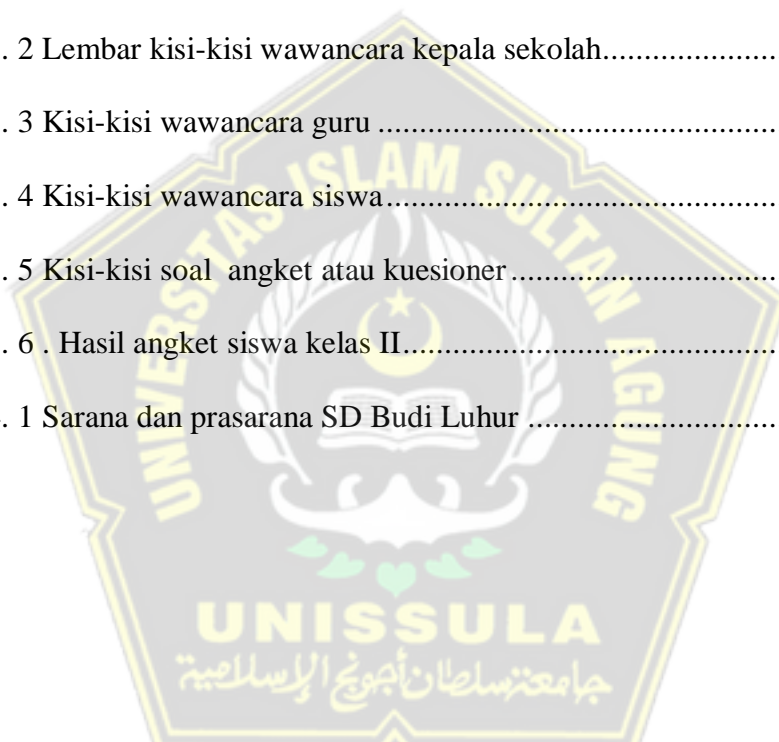 . 2 Lembar kisi-kisi wawancara kepala sekolah....................
. 3 Kisi-kisi wawancara guru ..............................................
. 4 Kisi-kisi wawancara siswa.............................................
. 5 Kisi-kisi soal  angket atau kuesioner...............................
. 6 . Hasil angket siswa kelas II...........................................
. 1 Sarana dan prasarana SD Budi Luhur .............................
UNIVERSITAS ISLAM SULTAN AGUNG
UNISSULA
جامعة سلطان أجونج الإسلامية